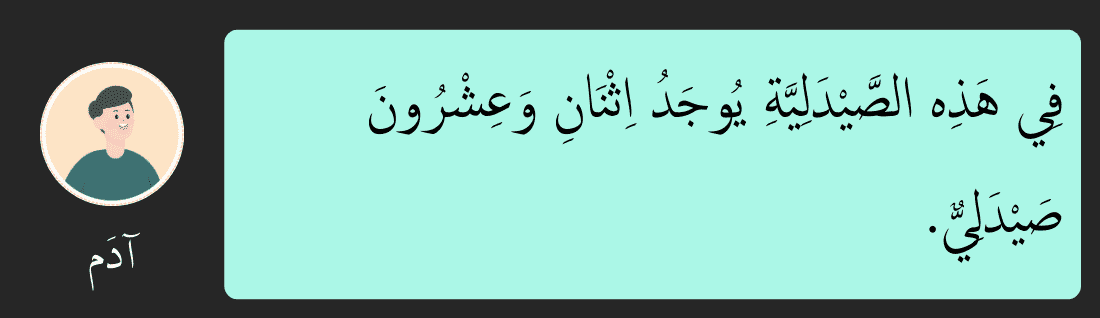 فِي هَذِه الصَّيْدَلِيَّةِ يُوجَدُ اِثْنَانِ وَعِشْرُونَ
صَيْدَلِيٌّ.
آدَم